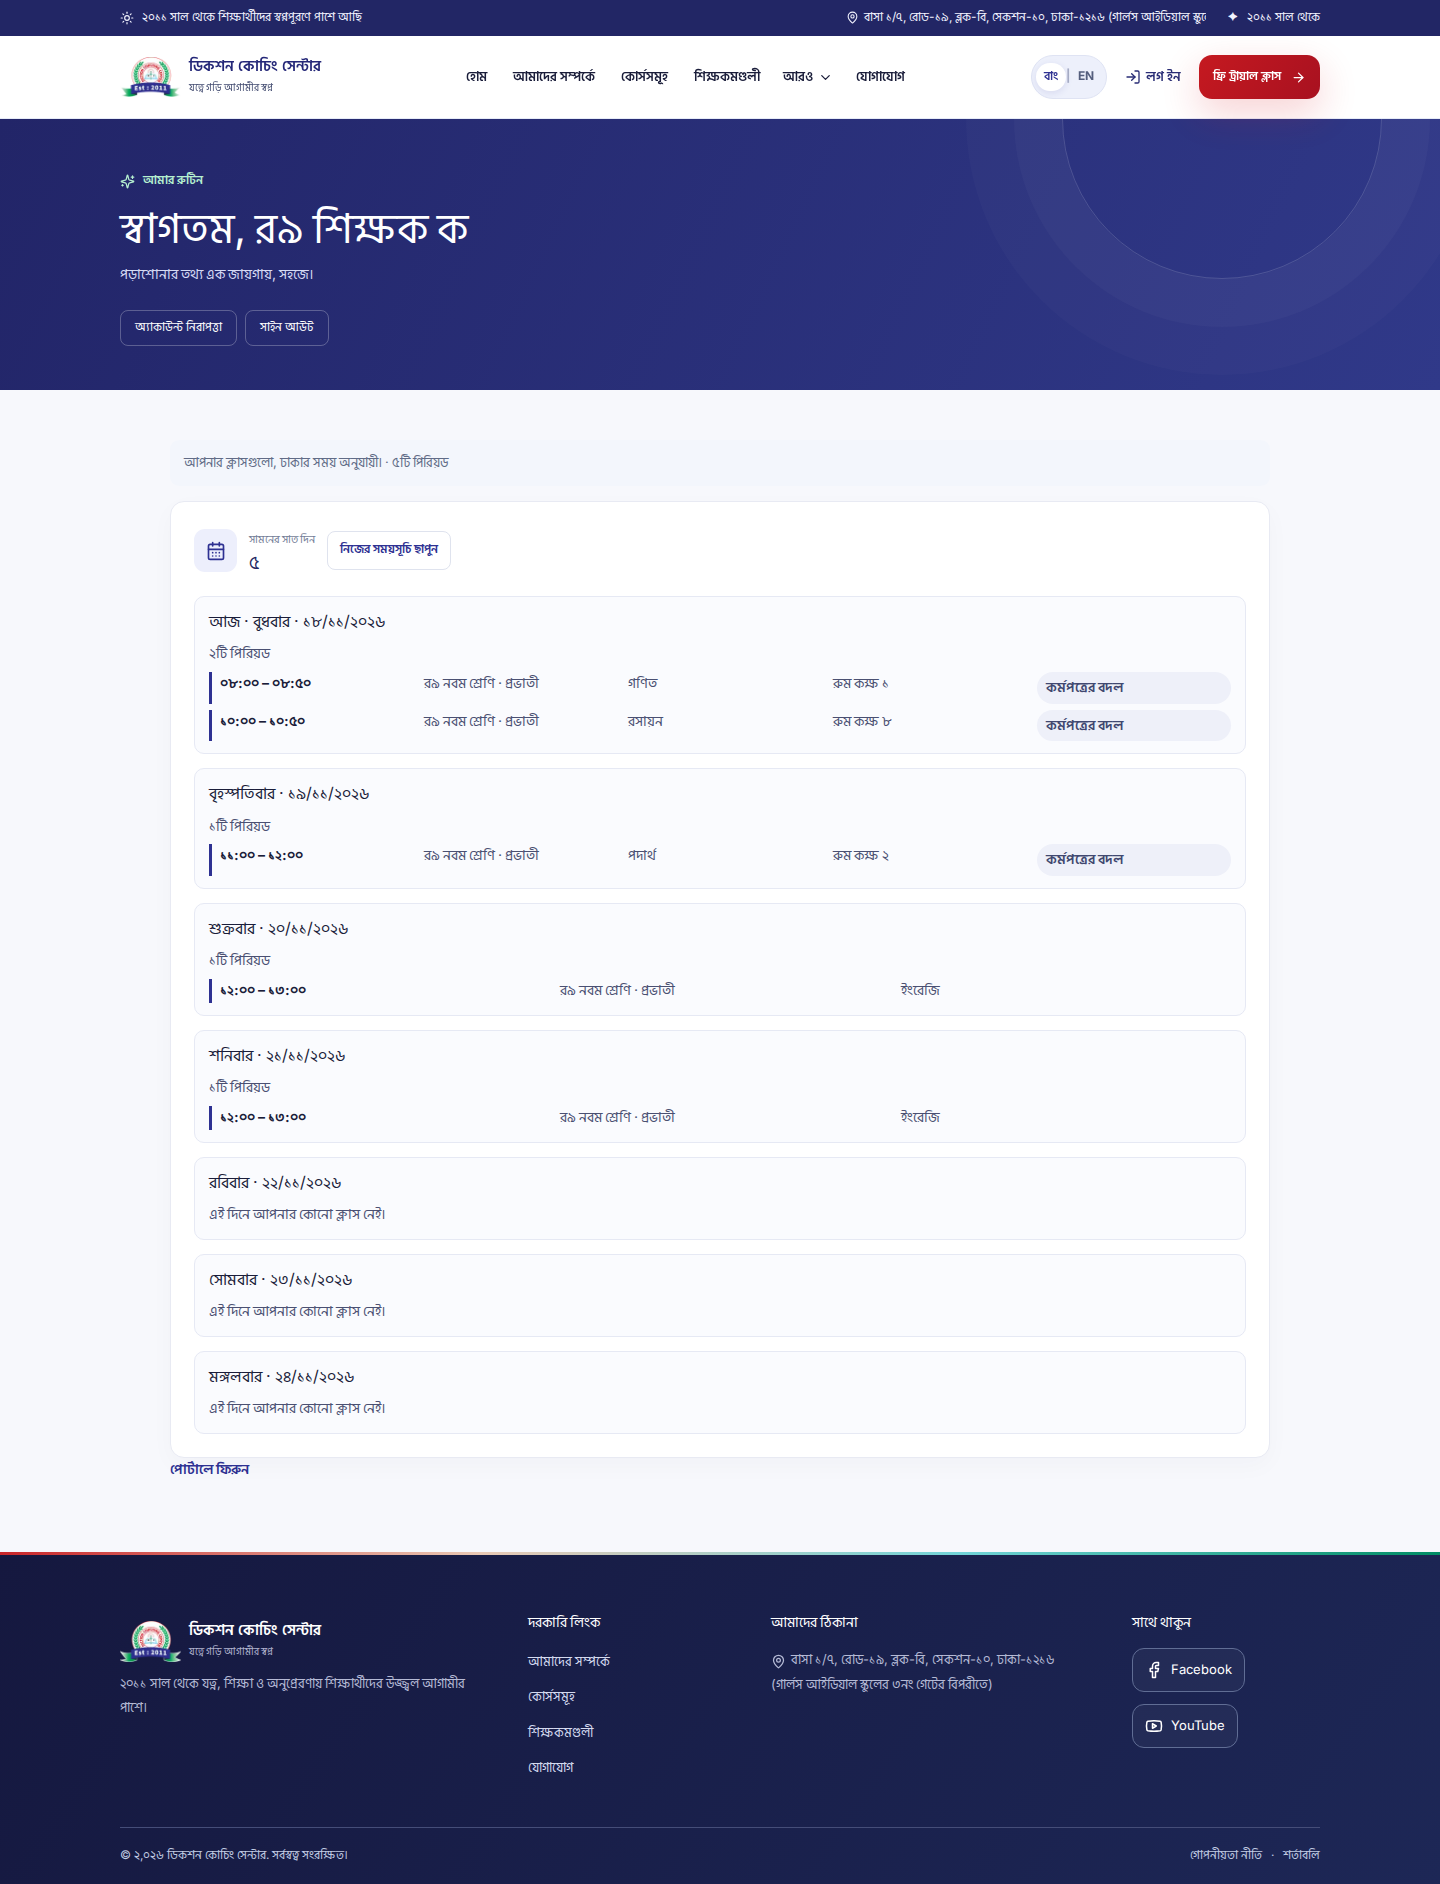 ২০১১ সাল থেকে শিক্ষার্থীদের স্বপ্নপূরণে পাশে আছি
বাসা ১/৭, রোড-১৯, ব্লক-বি, সেকশন-১০, ঢাকা-১২১৬ (গার্লস আইডিয়াল
২০১১ সাল থেকে
Est : 2011
ডিকশন কোচিং সেন্টার
যত্নে গড়ি আগামীর স্বপ্ন
হোম আমাদের সম্পর্কে কোর্সসমূহ শিক্ষকমণ্ডলী আরও যোগাযোগ
বাং | EN
লগ ইন
ফ্রি ট্রায়াল ক্লাস
আমার রুটিন
স্বাগতম, র৯ শিক্ষক ক
পড়াশোনার তথ্য এক জায়গায়, সহজে।
অ্যাকাউন্ট নিরাপত্তা
সাইন আউট
আপনার ক্লাসগুলো, ঢাকার সময় অনুযায়ী। · ৫টি পিরিয়ড
সামনের সাত দিন
৫
নিজের সময়সূচি ছাপুন
আজ · বুধবার · ১৮/১১/২০২৬
২টি পিরিয়ড
০৮:০০ – ০৮:৫০ র৯ নবম শ্রেণি · প্রভাতী গণিত রুম কক্ষ ১ কর্মপত্রের বদল
১০:০০ – ১০:৫০ র৯ নবম শ্রেণি · প্রভাতী রসায়ন রুম কক্ষ ৮ কর্মপত্রের বদল
বৃহস্পতিবার · ১৯/১১/২০২৬
১টি পিরিয়ড
১১:০০ – ১২:০০ র৯ নবম শ্রেণি · প্রভাতী পদার্থ রুম কক্ষ ২ কর্মপত্রের বদল
শুক্রবার · ২০/১১/২০২৬
১টি পিরিয়ড
১২:০০ – ১৩:০০ র৯ নবম শ্রেণি · প্রভাতী ইংরেজি
শনিবার · ২১/১১/২০২৬
১টি পিরিয়ড
১২:০০ – ১৩:০০ র৯ নবম শ্রেণি · প্রভাতী ইংরেজি
রবিবার · ২২/১১/২০২৬
এই দিনে আপনার কোনো ক্লাস নেই।
সোমবার · ২৩/১১/২০২৬
এই দিনে আপনার কোনো ক্লাস নেই।
মঙ্গলবার · ২৪/১১/২০২৬
এই দিনে আপনার কোনো ক্লাস নেই।
পোর্টালে ফিরুন
Est : 2011
ডিকশন কোচিং সেন্টার
যত্নে গড়ি আগামীর স্বপ্ন
২০১১ সাল থেকে যত্ন, শিক্ষা ও অনুপ্রেরণায় শিক্ষার্থীদের উজ্জ্বল আগামীর
পাশে।
দরকারি লিংক
আমাদের সম্পর্কে
কোর্সসমূহ
শিক্ষকমণ্ডলী
যোগাযোগ
আমাদের ঠিকানা
বাসা ১/৭, রোড-১৯, ব্লক-বি, সেকশন-১০, ঢাকা-১২১৬
(গার্লস আইডিয়াল স্কুলের ৩নং গেটের বিপরীতে)
সাথে থাকুন
Facebook
YouTube
© ২,০২৬ ডিকশন কোচিং সেন্টার. সর্বস্বত্ব সংরক্ষিত।
গোপনীয়তা নীতি · শর্তাবলি